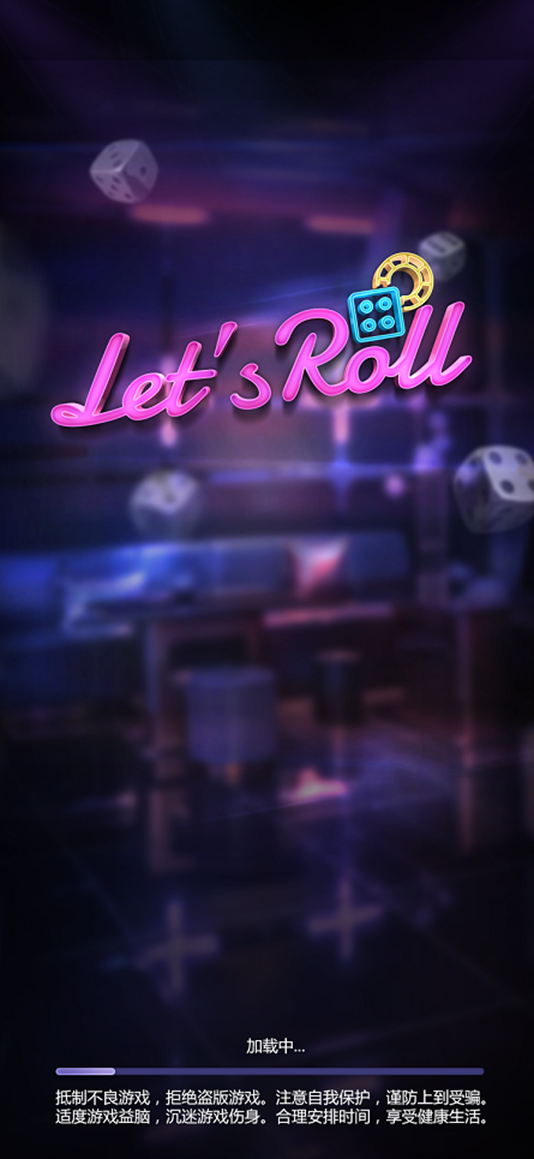 Let's Roll
加载中...
抵制不良游戏，拒绝盗版游戏。注意自我保护，谨防上到受骗。
适度游戏益脑，沉迷游戏伤身。合理安排时间，享受健康生活。